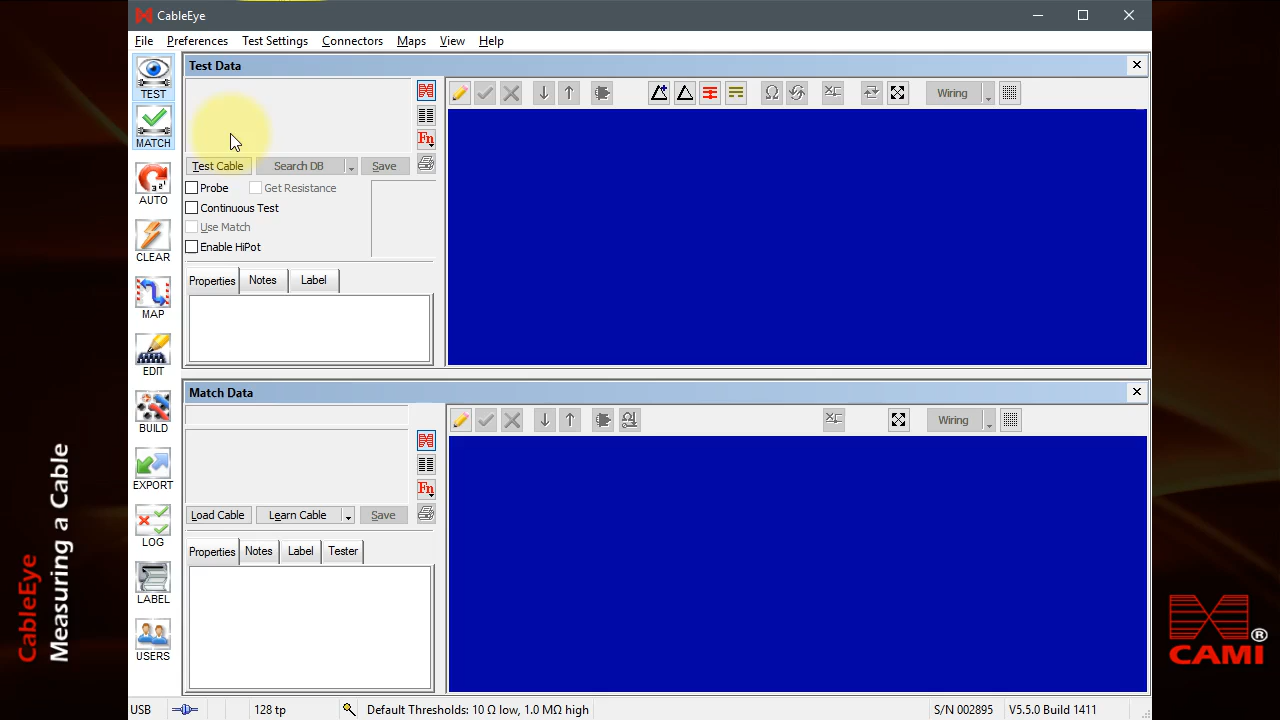 CableEye
File Preferences Test Settings Connectors Maps View Help
TEST
MATCH
AUTO
CLEAR
MAP
EDIT
BUILD
EXPORT
LOG
LABEL
USERS
Test Data
Fn
Wiring
Test Cable Search DB Save
Probe Get Resistance
Continuous Test
Use Match
Enable HiPot
Properties Notes Label
Match Data
Fn
Wiring
Load Cable Learn Cable Save
Properties Notes Label Tester
USB 128 tp Default Thresholds: 10 Ω low, 1.0 MΩ high S/N 002895 V5.5.0 Build 1411
CableEye
Measuring a Cable
CAMI®